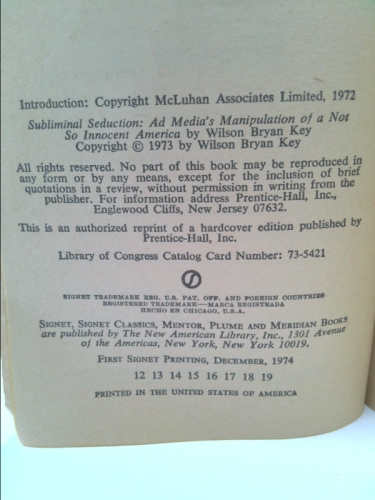 Introduction: Copyright McLuhan Associates Limited, 1972
Subliminal Seduction: Ad Media's Manipulation of a Not
So Innocent America by Wilson Bryan Key
Copyright © 1973 by Wilson Bryan Key
All rights reserved. No part of this book may be reproduced
in any form or by any means, except for the inclusion of brief
quotations in a review, without permission in writing from the
publisher. For information address Prentice-Hall, Inc.,
Englewood Cliffs, New Jersey 07632.
This is an authorized reprint of a hardcover edition published by
Prentice-Hall, Inc.
Library of Congress Catalog Card Number: 73-5421
SIGNET TRADEMARK REG. U.S. PAT. OFF. AND FOREIGN COUNTRIES
REGISTERED TRADEMARK—MARCA REGISTRADA
HECHO EN CHICAGO, U.S.A.
SIGNET, SIGNET CLASSICS, MENTOR, PLUME AND MERIDIAN BOOKS
are published by The New American Library, Inc., 1301 Avenue
of the Americas, New York, New York 10019.
FIRST SIGNET PRINTING, DECEMBER, 1974
12 13 14 15 16 17 18 19
PRINTED IN THE UNITED STATES OF AMERICA